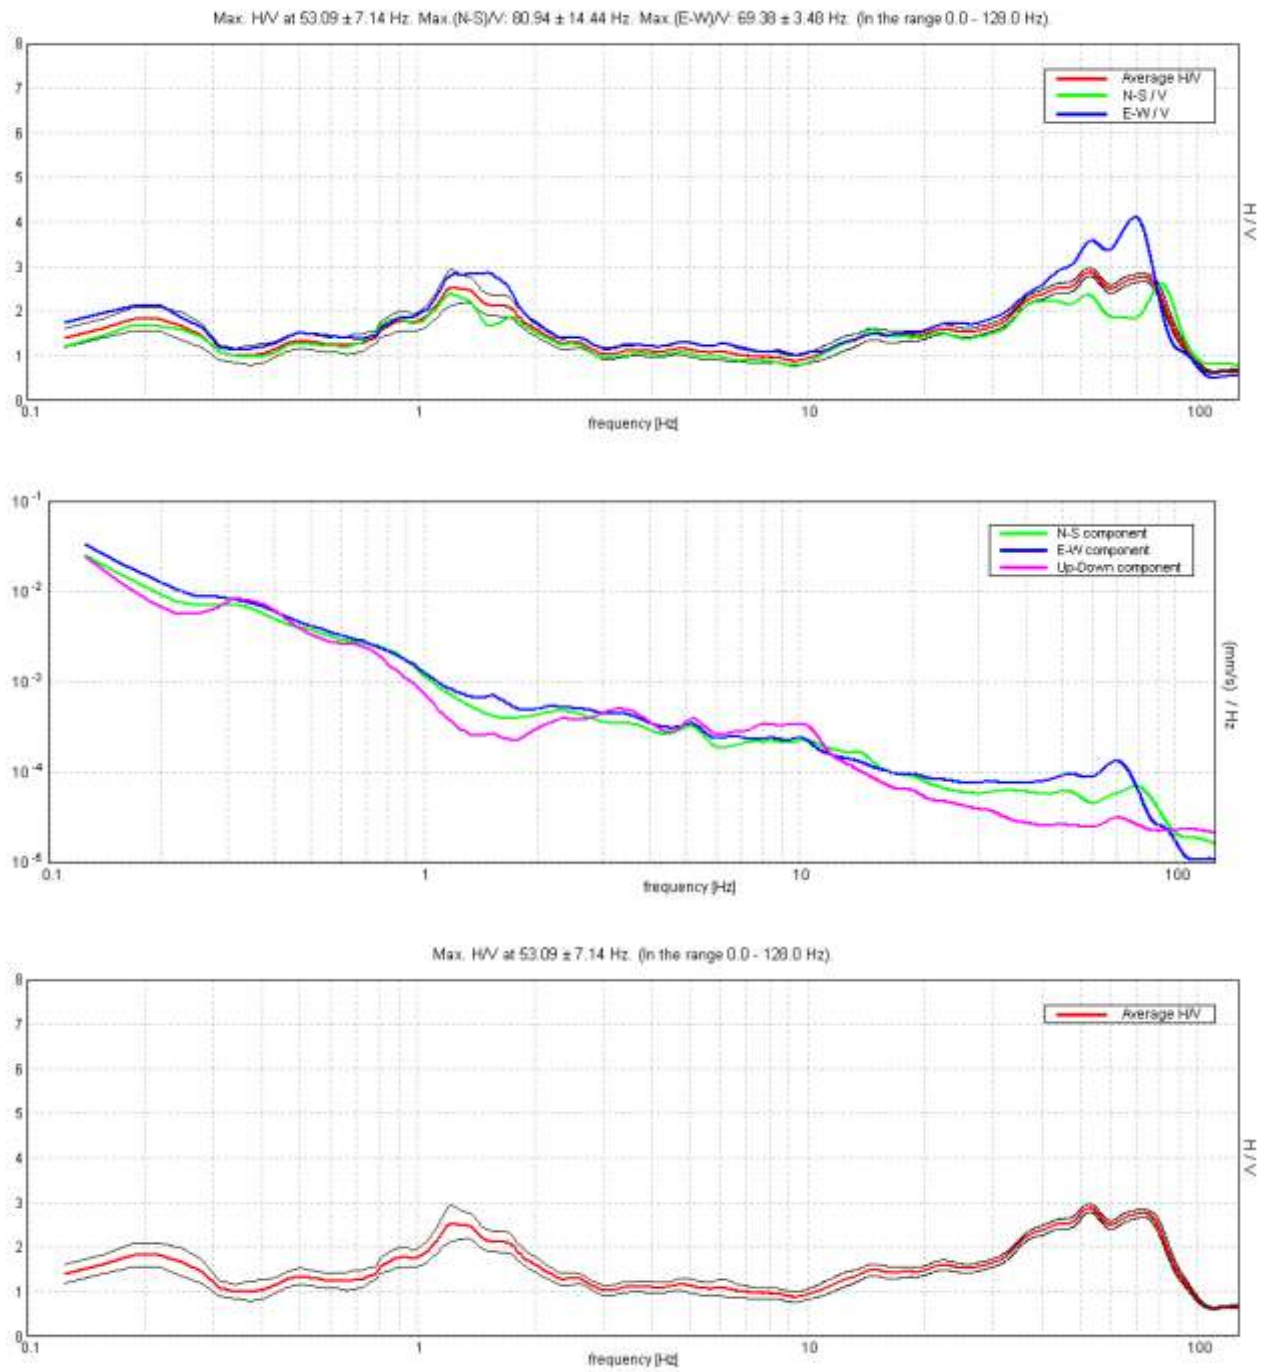 Max. H/V at 53.09 ± 7.14 Hz. Max.(N-S)/V: 80.94 ± 14.44 Hz. Max.(E-W)/V: 69.38 ± 3.48 Hz. (In the range 0.0 - 128.0 Hz).
8
7
6
5
4
3
2
1
0
Average H/V
N-S / V
E-W / V
H / V
0.1
1
10
100
frequency [Hz]
10-1
10-2
10-3
10-4
10-5
N-S component
E-W component
Up-Down component
(mm/s) / Hz
0.1
1
10
100
frequency [Hz]
Max. H/V at 53.09 ± 7.14 Hz. (In the range 0.0 - 128.0 Hz).
8
7
6
5
4
3
2
1
0
Average H/V
H / V
0.1
1
10
100
frequency [Hz]